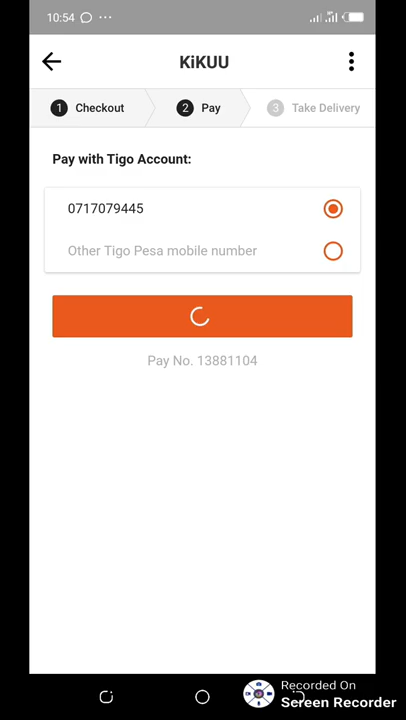 10:54
KiKUU
1 Checkout
2 Pay
3 Take Delivery
Pay with Tigo Account:
0717079445
Other Tigo Pesa mobile number
Pay No. 13881104
Recorded On
Screen Recorder